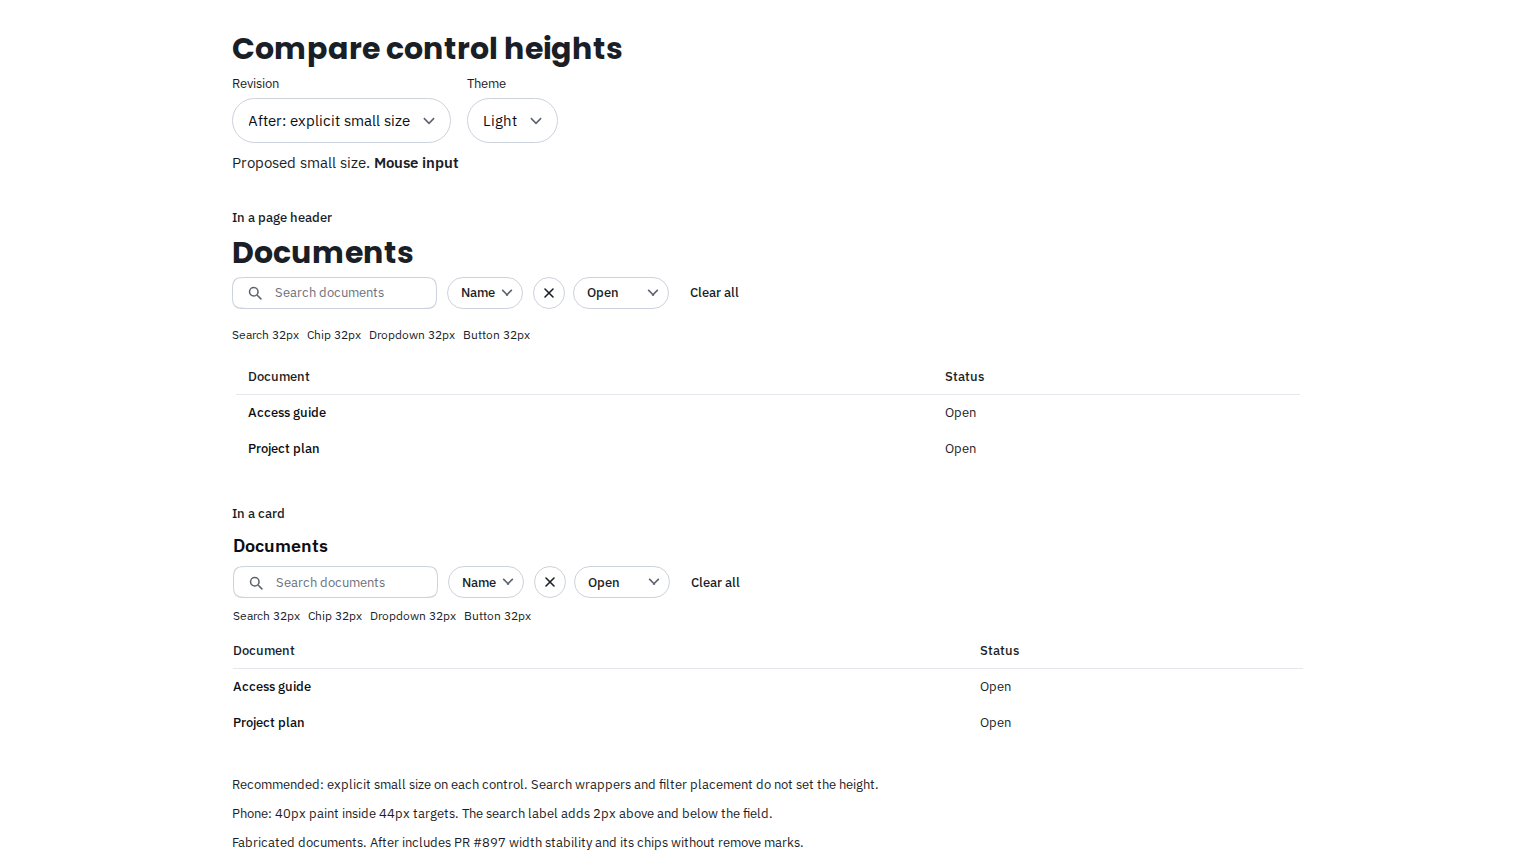 Compare control heights
Revision Theme
After: explicit small size Light
Proposed small size. Mouse input
In a page header
Documents
Search documents Name Open Clear all
Search 32px Chip 32px Dropdown 32px Button 32px
Document Status
Access guide Open
Project plan Open
In a card
Documents
Search documents Name Open Clear all
Search 32px Chip 32px Dropdown 32px Button 32px
Document Status
Access guide Open
Project plan Open
Recommended: explicit small size on each control. Search wrappers and filter placement do not set the height.
Phone: 40px paint inside 44px targets. The search label adds 2px above and below the field.
Fabricated documents. After includes PR #897 width stability and its chips without remove marks.